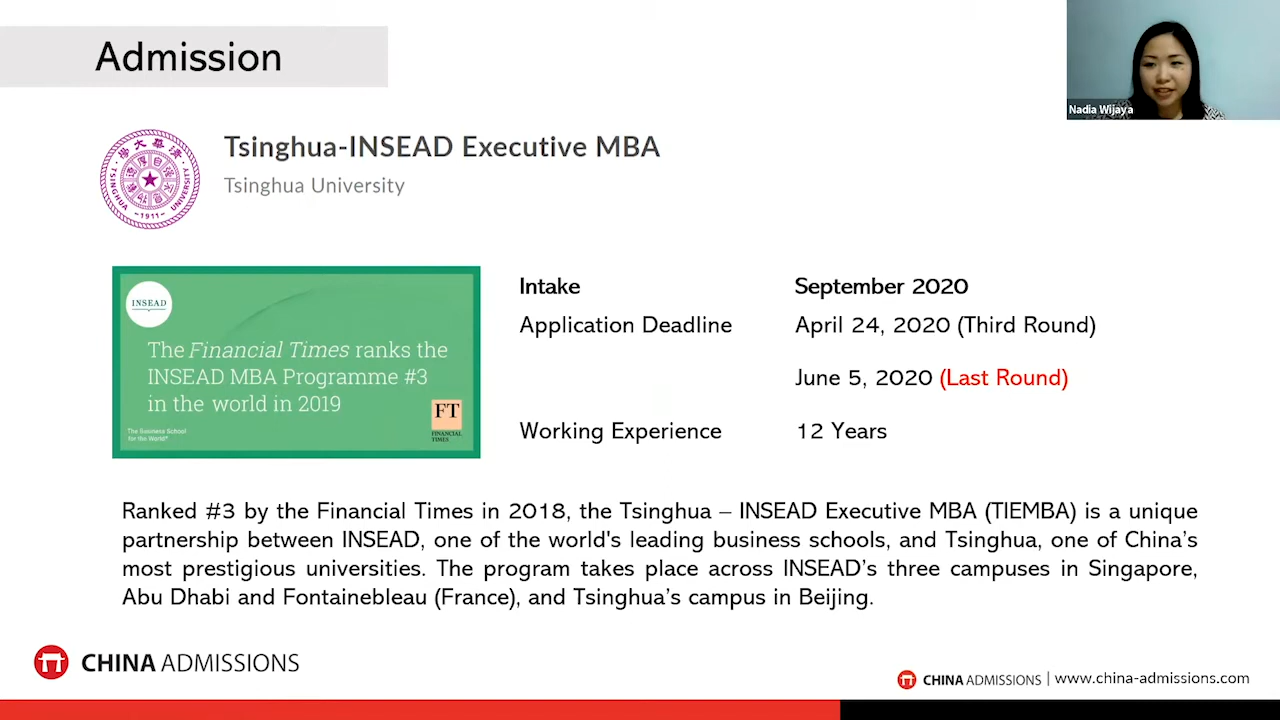 Admission
Nadia Wijaya
Tsinghua-INSEAD Executive MBA
Tsinghua University
TSINGHUA UNIVERSITY
1911
INSEAD
The Financial Times ranks the
INSEAD MBA Programme #3
in the world in 2019
The Business School
for the World®
FT
FINANCIAL
TIMES
Intake September 2020
Application Deadline April 24, 2020 (Third Round)
June 5, 2020 (Last Round)
Working Experience 12 Years
Ranked #3 by the Financial Times in 2018, the Tsinghua – INSEAD Executive MBA (TIEMBA) is a unique
partnership between INSEAD, one of the world's leading business schools, and Tsinghua, one of China’s
most prestigious universities. The program takes place across INSEAD’s three campuses in Singapore,
Abu Dhabi and Fontainebleau (France), and Tsinghua’s campus in Beijing.
CHINA ADMISSIONS
CHINA ADMISSIONS | www.china-admissions.com